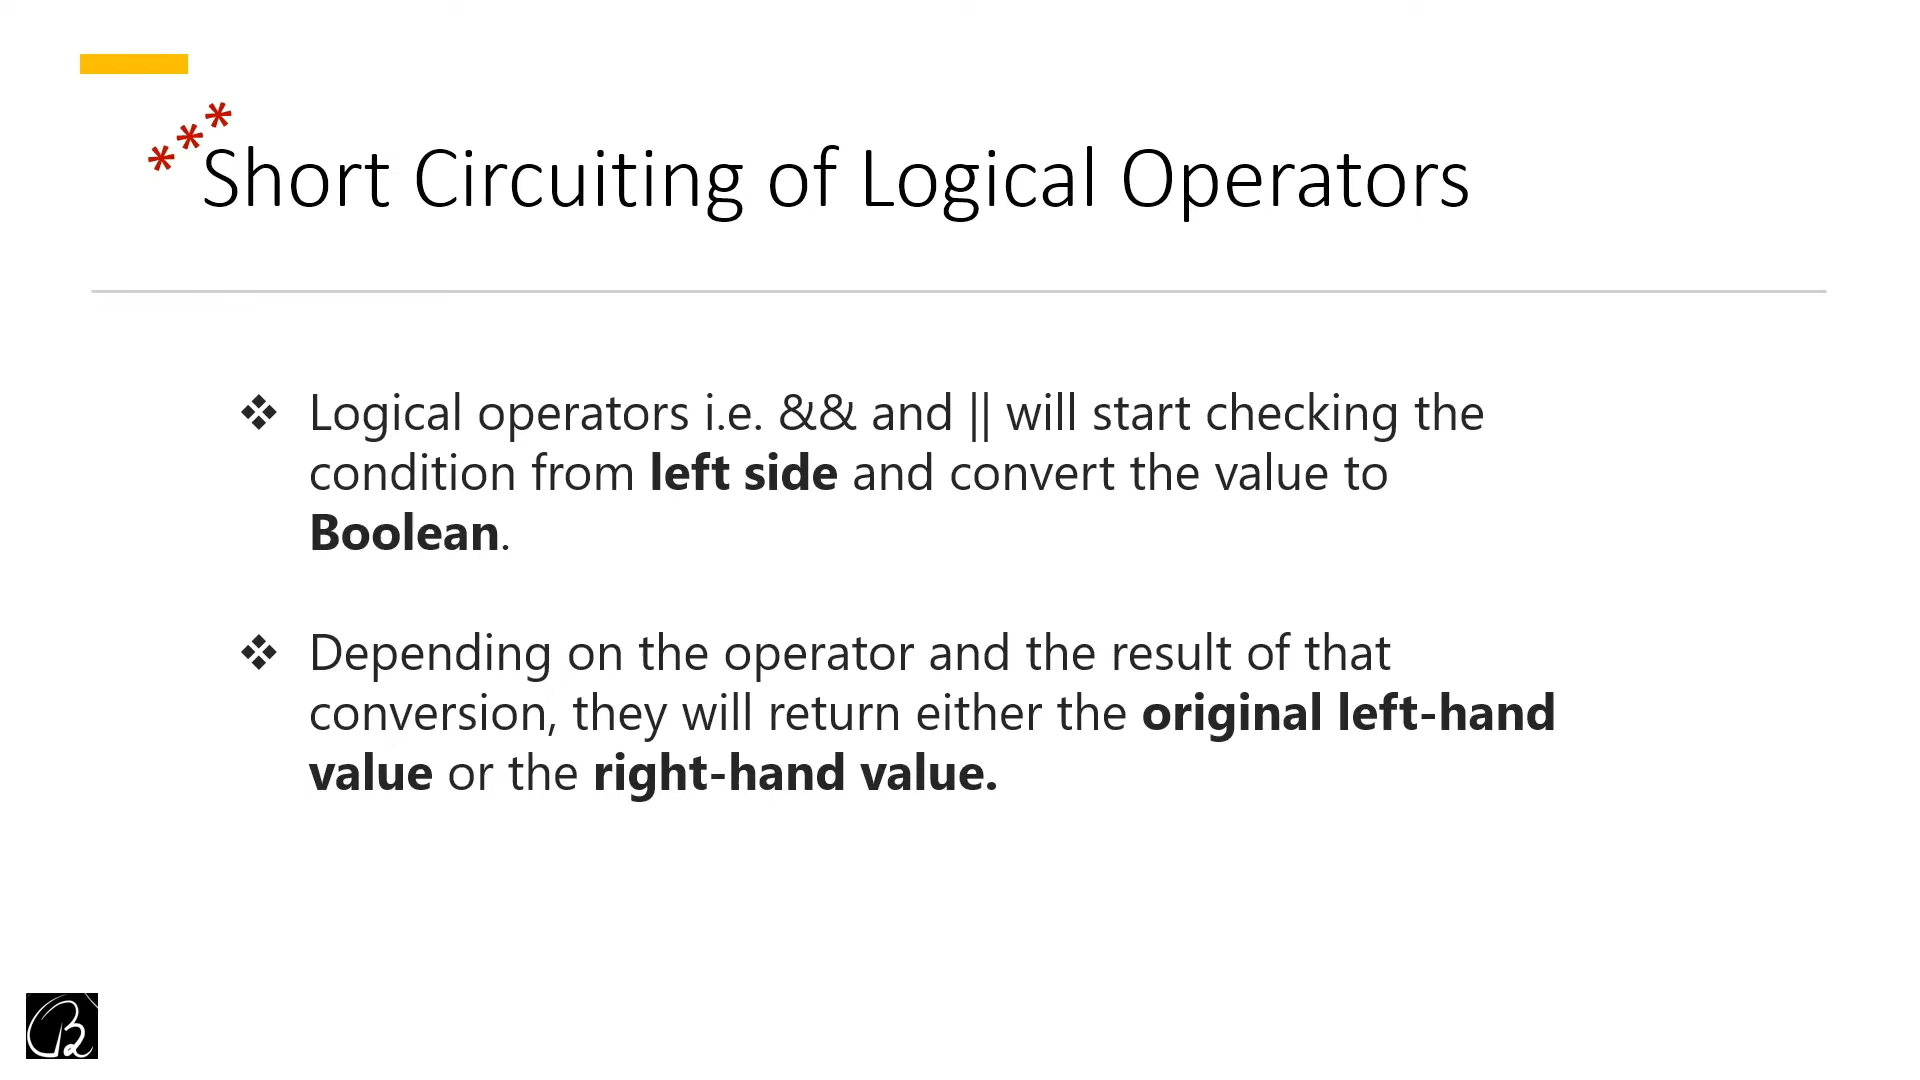 ***Short Circuiting of Logical Operators
❖ Logical operators i.e. && and || will start checking the
condition from left side and convert the value to
Boolean.
❖ Depending on the operator and the result of that
conversion, they will return either the original left-hand
value or the right-hand value.